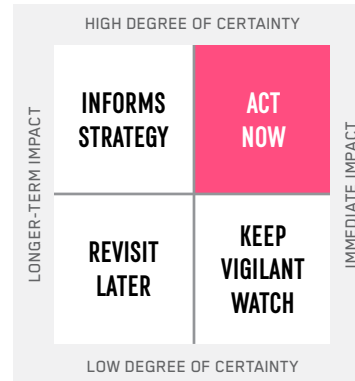 HIGH DEGREE OF CERTAINTY
LONGER-TERM IMPACT
INFORMS
STRATEGY
ACT
NOW
IMMEDIATE IMPACT
REVISIT
LATER
KEEP
VIGILANT
WATCH
LOW DEGREE OF CERTAINTY